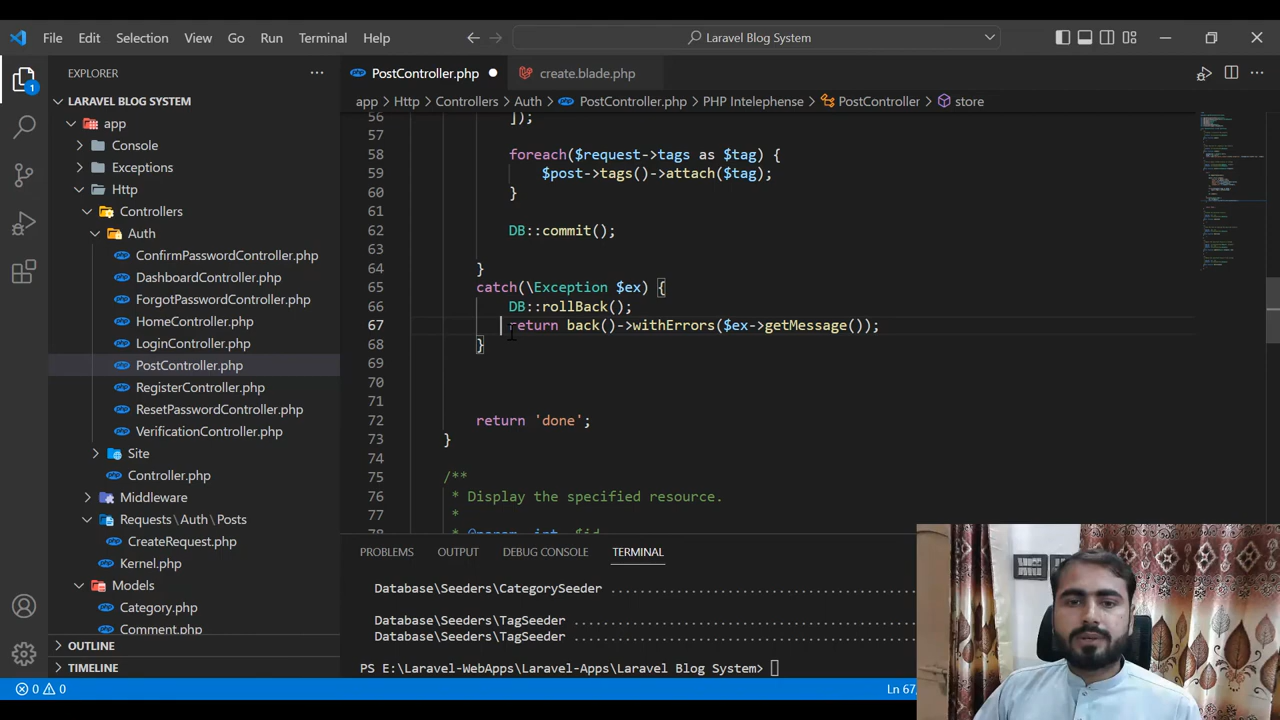 File Edit Selection View Go Run Terminal Help
Laravel Blog System
EXPLORER
PostController.php
create.blade.php
LARAVEL BLOG SYSTEM
app > Http > Controllers > Auth > PostController.php > PHP Intelephense > PostController > store
app
Console
Exceptions
Http
Controllers
Auth
ConfirmPasswordController.php
DashboardController.php
ForgotPasswordController.php
HomeController.php
LoginController.php
PostController.php
RegisterController.php
ResetPasswordController.php
VerificationController.php
Site
Controller.php
Middleware
Requests\Auth\Posts
CreateRequest.php
Kernel.php
Models
Category.php
Comment.php
OUTLINE
TIMELINE
56 ]);
57
58 foreach($request->tags as $tag) {
59 $post->tags()->attach($tag);
60 }
61
62 DB::commit();
63
64 }
65 catch(\Exception $ex) {
66 DB::rollBack();
67 return back()->withErrors($ex->getMessage());
68 }
69
70
71
72 return 'done';
73 }
74
75 /**
76 * Display the specified resource.
77 *
78 * @param int $id
PROBLEMS OUTPUT DEBUG CONSOLE TERMINAL
Database\Seeders\CategorySeeder ......................................
Database\Seeders\TagSeeder ...........................................
Database\Seeders\TagSeeder ...........................................
PS E:\Laravel-WebApps\Laravel-Apps\Laravel Blog System>
1
0 0
Ln 67,